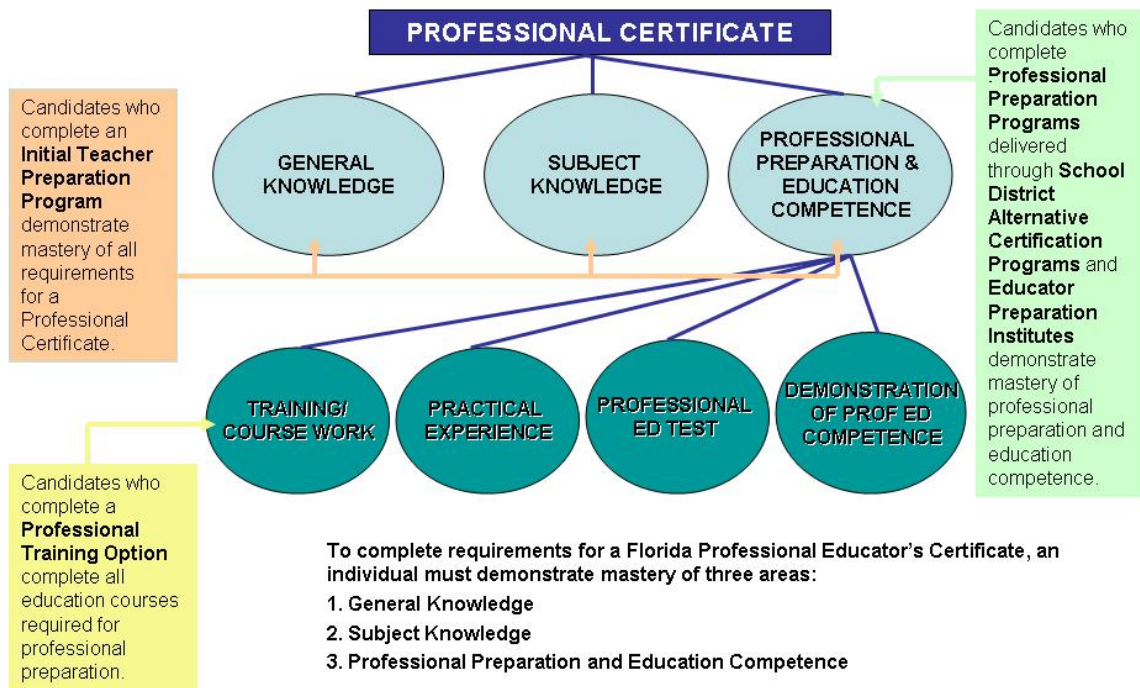 PROFESSIONAL CERTIFICATE
Candidates who
complete an
Initial Teacher
Preparation
Program
demonstrate
mastery of all
requirements
for a
Professional
Certificate.
GENERAL
KNOWLEDGE
SUBJECT
KNOWLEDGE
PROFESSIONAL
PREPARATION &
EDUCATION
COMPETENCE
Candidates who
complete
Professional
Preparation
Programs
delivered
through School
District
Alternative
Certification
Programs and
Educator
Preparation
Institutes
demonstrate
mastery of
professional
preparation and
education
competence.
TRAINING/
COURSE WORK
PRACTICAL
EXPERIENCE
PROFESSIONAL
ED TEST
DEMONSTRATION
OF PROF ED
COMPETENCE
Candidates who
complete a
Professional
Training Option
complete all
education courses
required for
professional
preparation.
To complete requirements for a Florida Professional Educator's Certificate, an
individual must demonstrate mastery of three areas:
1. General Knowledge
2. Subject Knowledge
3. Professional Preparation and Education Competence